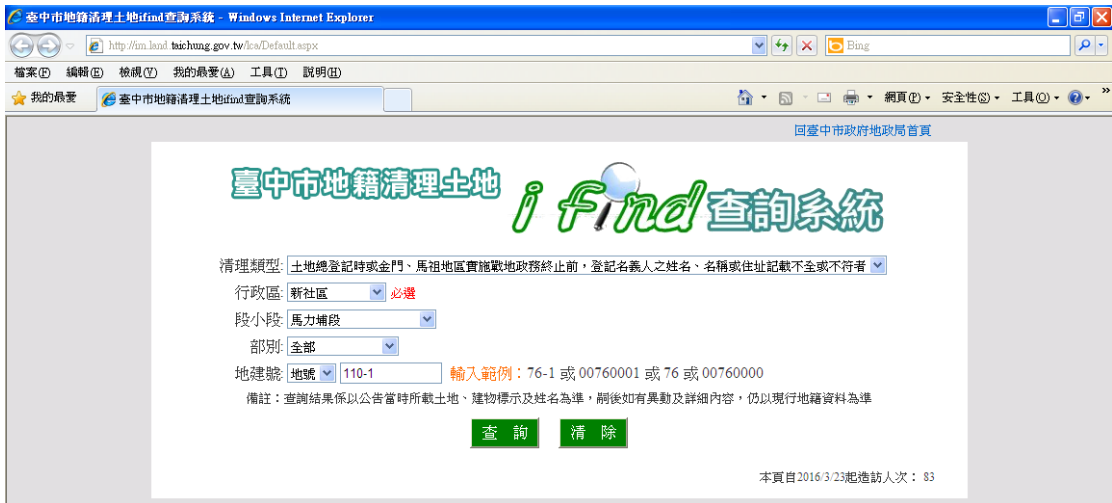 臺中市地籍清理土地ifind查詢系統 - Windows Internet Explorer
http://im.land.taichung.gov.tw/lca/Default.aspx
Bing
檔案(F) 編輯(E) 檢視(V) 我的最愛(A) 工具(T) 說明(H)
我的最愛 臺中市地籍清理土地ifind查詢系統 網頁(P) 安全性(S) 工具(O) »
回臺中市政府地政局首頁
臺中市地籍清理土地 i find 查詢系統
清理類型: 土地總登記時或金門、馬祖地區實施戰地政務終止前，登記名義人之姓名、名稱或住址記載不全或不符者
行政區: 新社區 必選
段小段: 馬力埔段
部別: 全部
地建號: 地號 110-1 輸入範例：76-1 或 00760001 或 76 或 00760000
備註：查詢結果係以公告當時所載土地、建物標示及姓名為準，嗣後如有異動及詳細內容，仍以現行地籍資料為準
查 詢 清 除
本頁自2016/3/23起造訪人次： 83